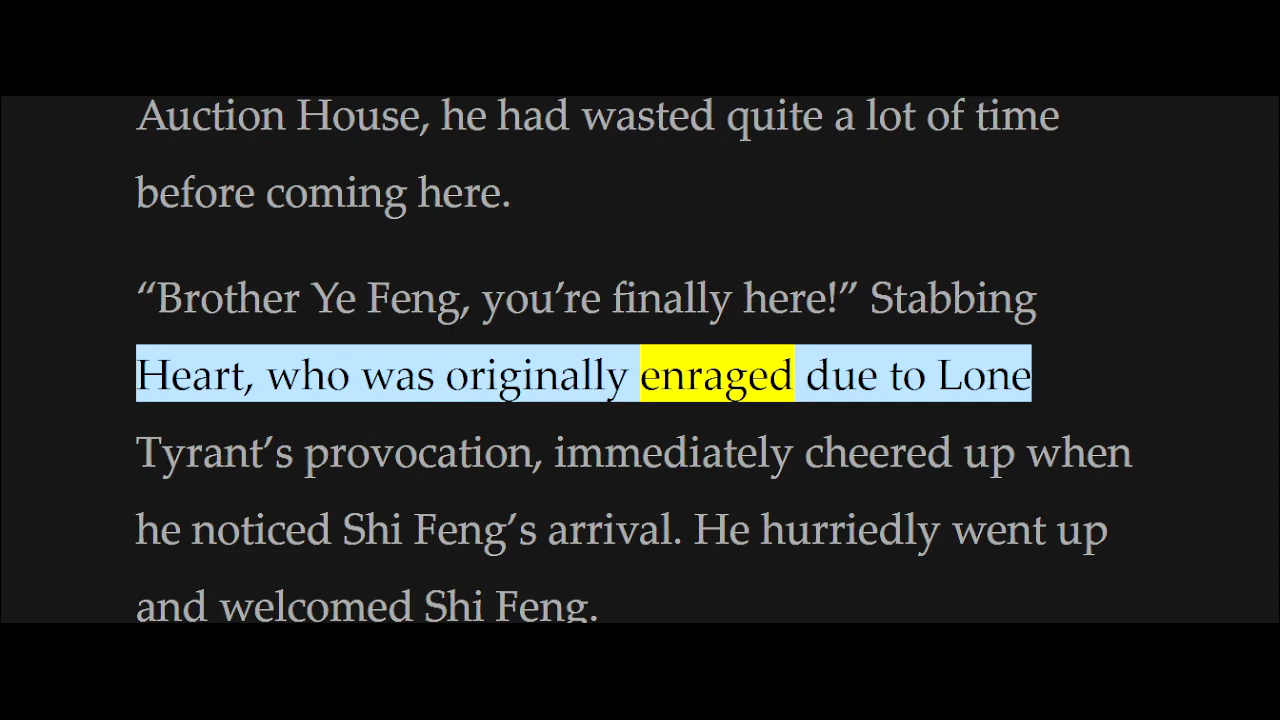 Auction House, he had wasted quite a lot of time
before coming here.
“Brother Ye Feng, you’re finally here!” Stabbing
Heart, who was originally enraged due to Lone
Tyrant’s provocation, immediately cheered up when
he noticed Shi Feng’s arrival. He hurriedly went up
and welcomed Shi Feng.